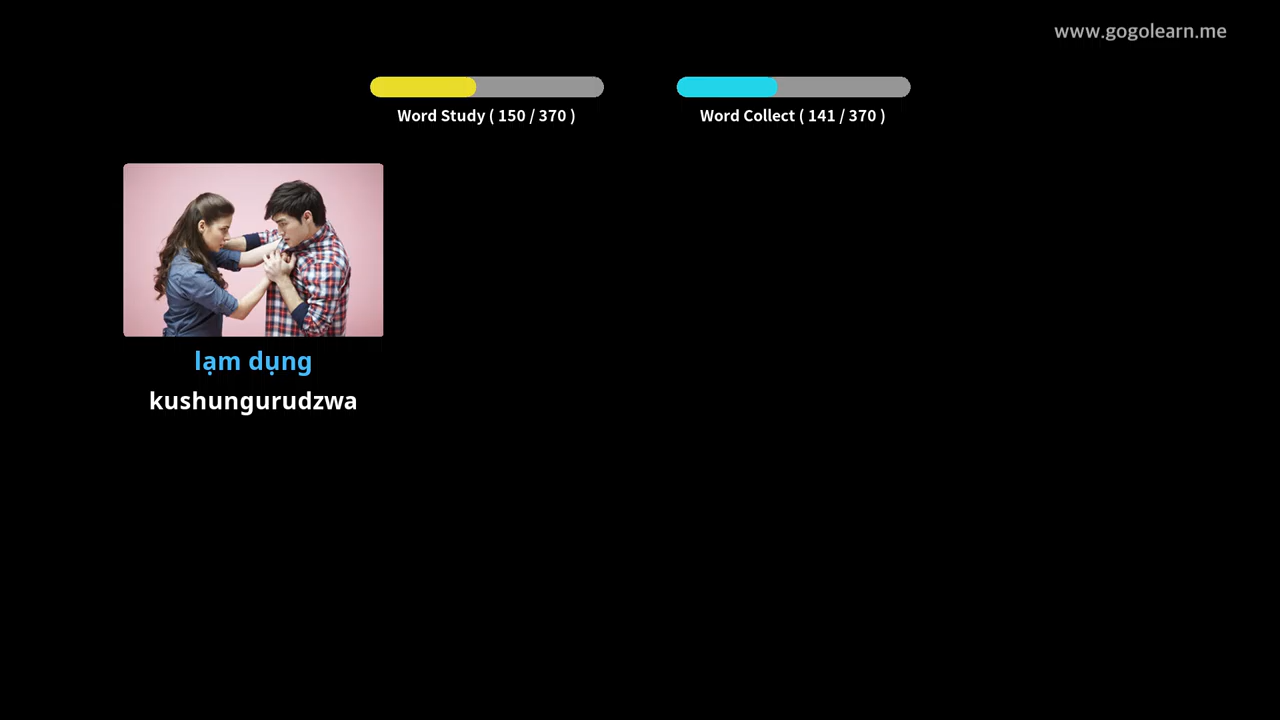 www.gogolearn.me
Word Study ( 150 / 370 )
Word Collect ( 141 / 370 )
lạm dụng
kushungurudzwa